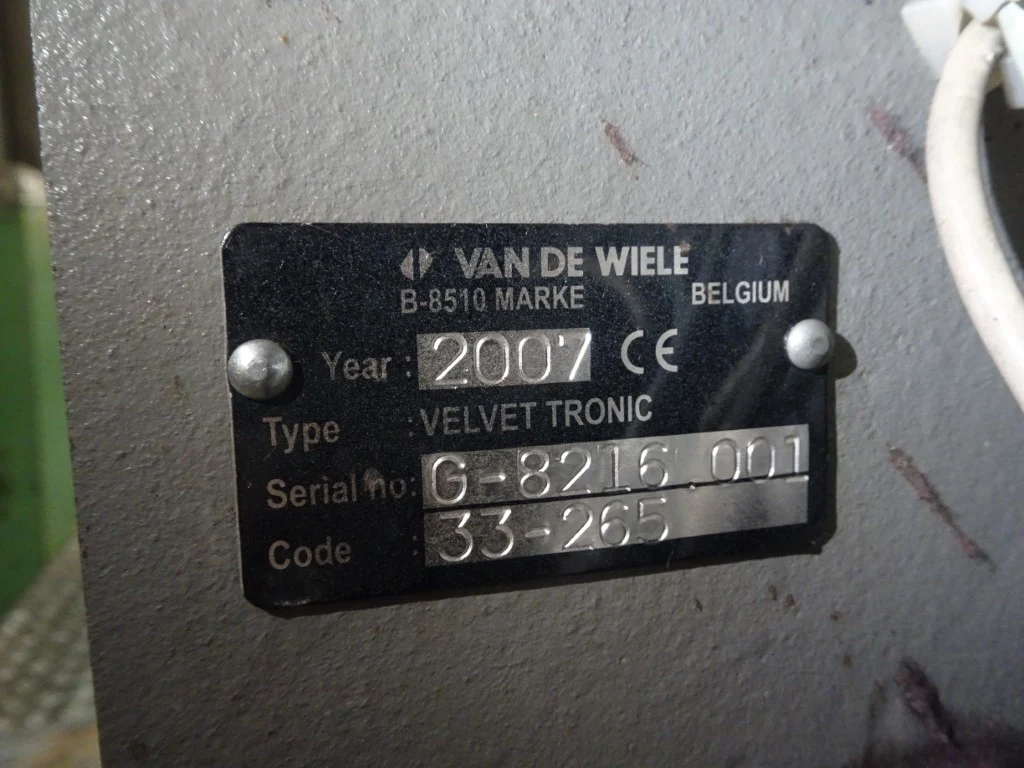 VAN DE WIELE
B-8510 MARKE BELGIUM
Year : 2007 CE
Type : VELVET TRONIC
Serial no: G-8216.001
Code : 33-265